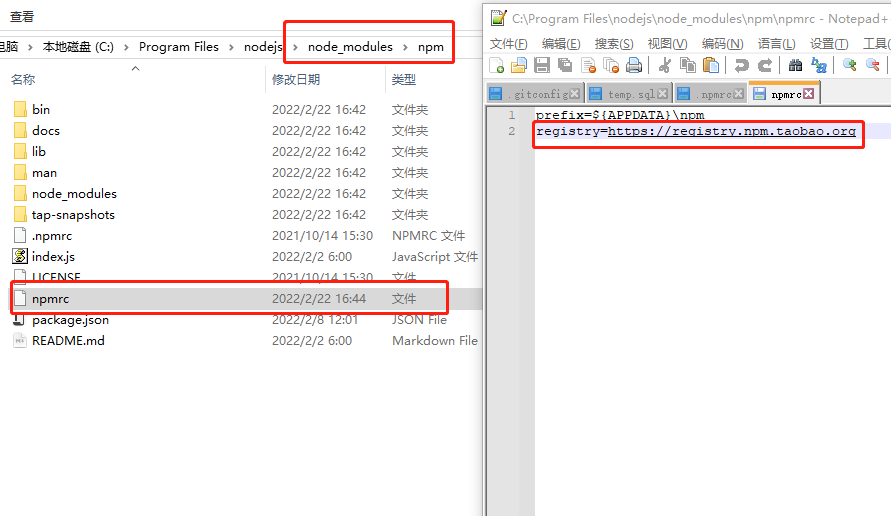 查看
电脑 > 本地磁盘 (C:) > Program Files > nodejs > node_modules > npm
名称 修改日期 类型
bin 2022/2/22 16:42 文件夹
docs 2022/2/22 16:42 文件夹
lib 2022/2/22 16:42 文件夹
man 2022/2/22 16:42 文件夹
node_modules 2022/2/22 16:42 文件夹
tap-snapshots 2022/2/22 16:42 文件夹
.npmrc 2021/10/14 15:30 NPMRC 文件
index.js 2022/2/2 6:00 JavaScript 文件
LICENSE 2021/10/14 15:30 文件
npmrc 2022/2/22 16:44 文件
package.json 2022/2/8 12:01 JSON File
README.md 2022/2/2 6:00 Markdown File
C:\Program Files\nodejs\node_modules\npm\npmrc - Notepad+
文件(F) 编辑(E) 搜索(S) 视图(V) 编码(N) 语言(L) 设置(T) 工具(
.gitconfig temp.sql .npmrc npmrc
1 prefix=${APPDATA}\npm
2 registry=https://registry.npm.taobao.org